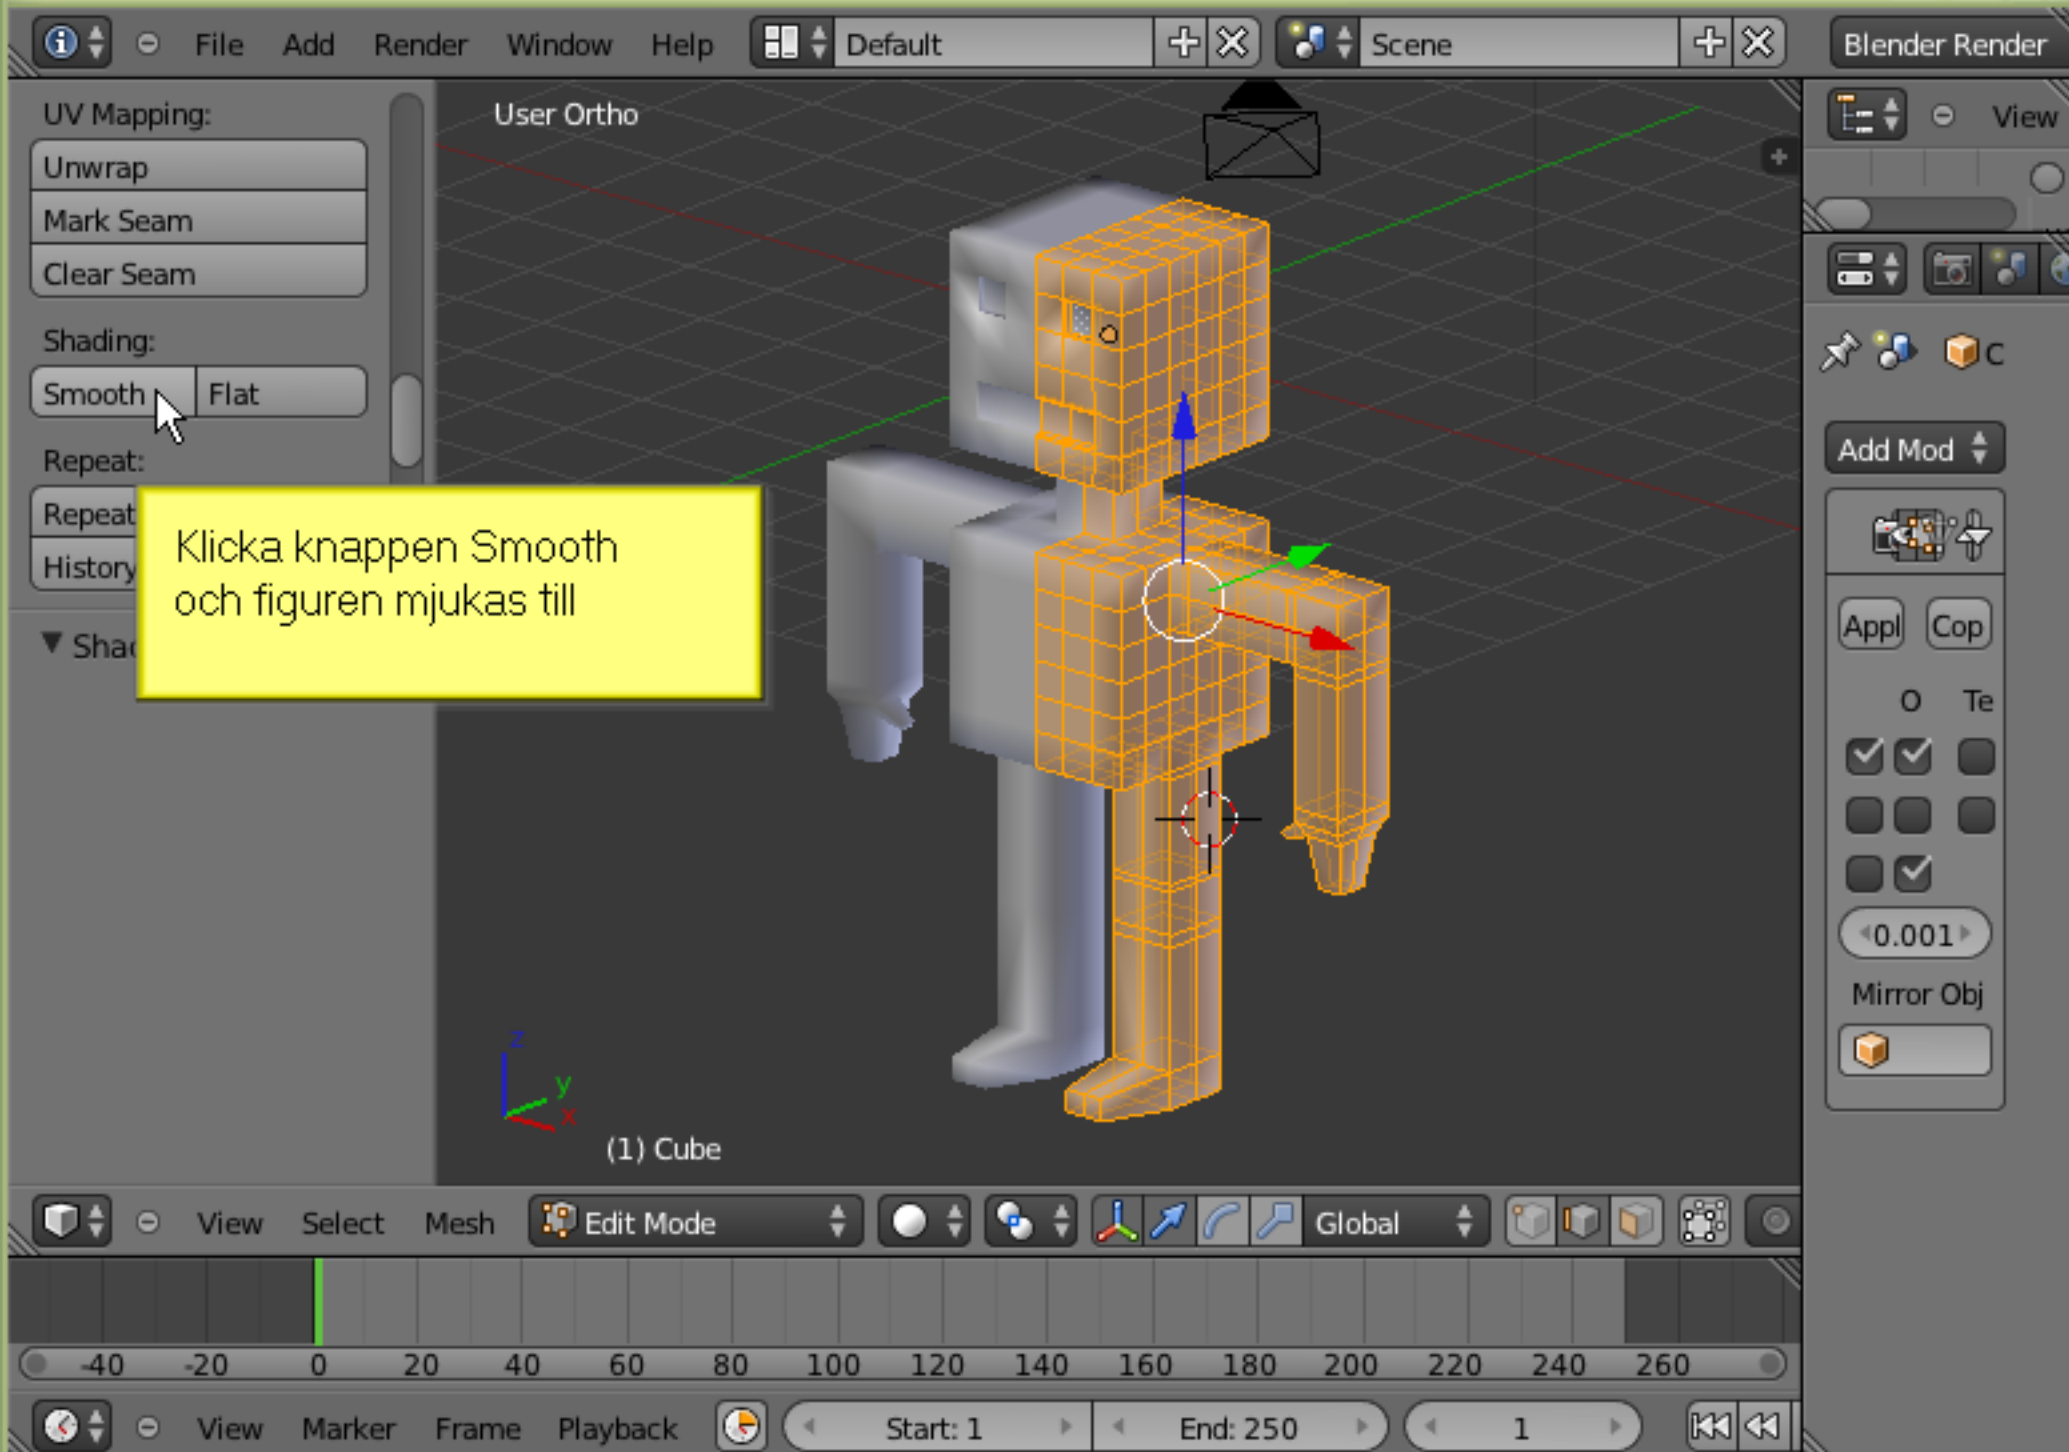 File Add Render Window Help Default Scene Blender Render
UV Mapping:
Unwrap
Mark Seam
Clear Seam
Shading:
Smooth Flat
Repeat:
Repeat
History
Klicka knappen Smooth
och figuren mjukas till
User Ortho
z
y
x
(1) Cube
View
C
Add Mod
Appl Cop
O Te
0.001
Mirror Obj
View Select Mesh Edit Mode Global
-40 -20 0 20 40 60 80 100 120 140 160 180 200 220 240 260
View Marker Frame Playback Start: 1 End: 250 1